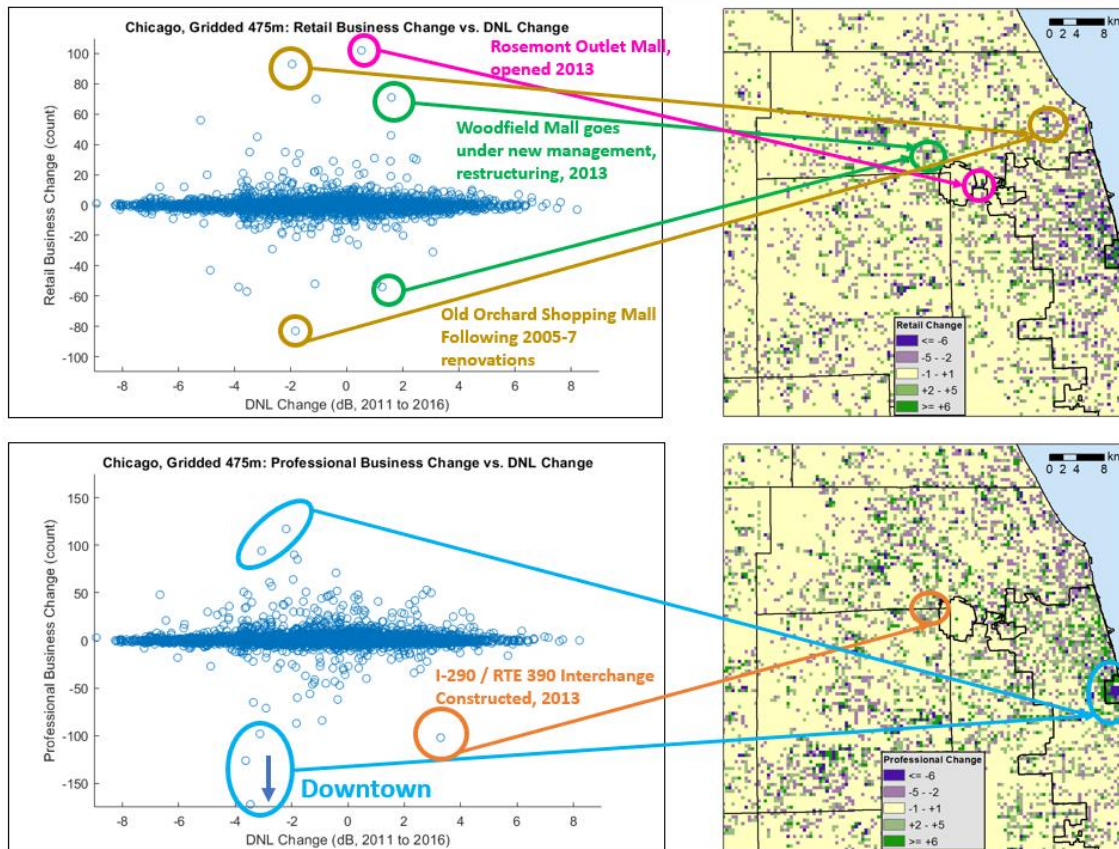 Chicago, Gridded 475m: Retail Business Change vs. DNL Change
Retail Business Change (count)
100
80
60
40
20
0
-20
-40
-60
-80
-100
-8
-6
-4
-2
0
2
4
6
8
DNL Change (dB, 2011 to 2016)
Rosemont Outlet Mall,
opened 2013
Woodfield Mall goes
under new management,
restructuring, 2013
Old Orchard Shopping Mall
Following 2005-7
renovations
km
0 2 4 8
Retail Change
<= -6
-5 - -2
-1 - +1
+2 - +5
>= +6
Chicago, Gridded 475m: Professional Business Change vs. DNL Change
Professional Business Change (count)
150
100
50
0
-50
-100
-150
-8
-6
-4
-2
0
2
4
6
8
DNL Change (dB, 2011 to 2016)
I-290 / RTE 390 Interchange
Constructed, 2013
Downtown
km
0 2 4 8
Professional Change
<= -6
-5 - -2
-1 - +1
+2 - +5
>= +6